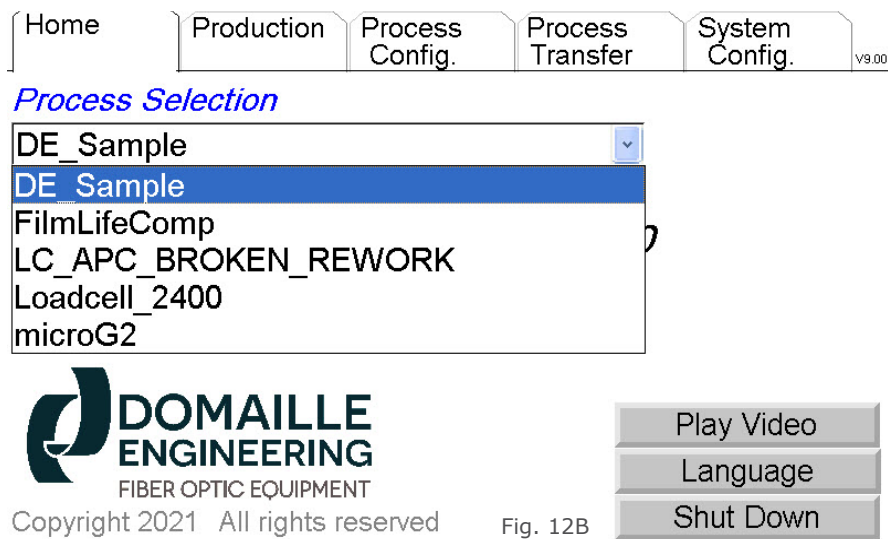 Home
Production
Process
Config.
Process
Transfer
System
Config.
V9.00
Process Selection
DE_Sample
DE_Sample
FilmLifeComp
LC_APC_BROKEN_REWORK
Loadcell_2400
microG2
DOMAILLE
ENGINEERING
FIBER OPTIC EQUIPMENT
Copyright 2021 All rights reserved
Fig. 12B
Play Video
Language
Shut Down